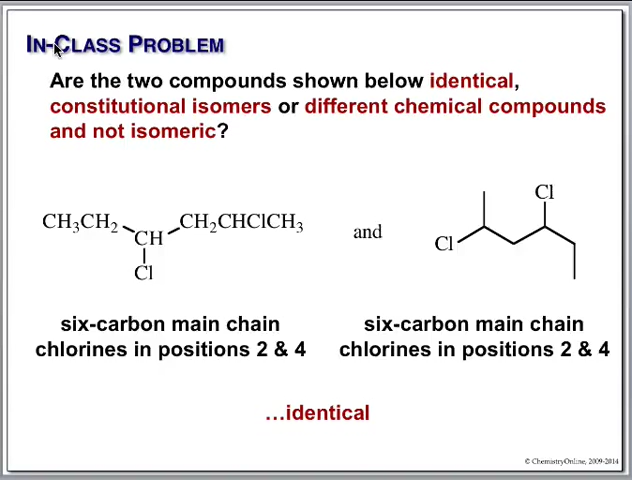 IN-CLASS PROBLEM
Are the two compounds shown below identical,
constitutional isomers or different chemical compounds
and not isomeric?
CH₃CH₂ CH CH₂CHClCH₃
Cl
and
Cl
Cl
six-carbon main chain
chlorines in positions 2 & 4
six-carbon main chain
chlorines in positions 2 & 4
…identical
© ChemistryOnline, 2009-2014